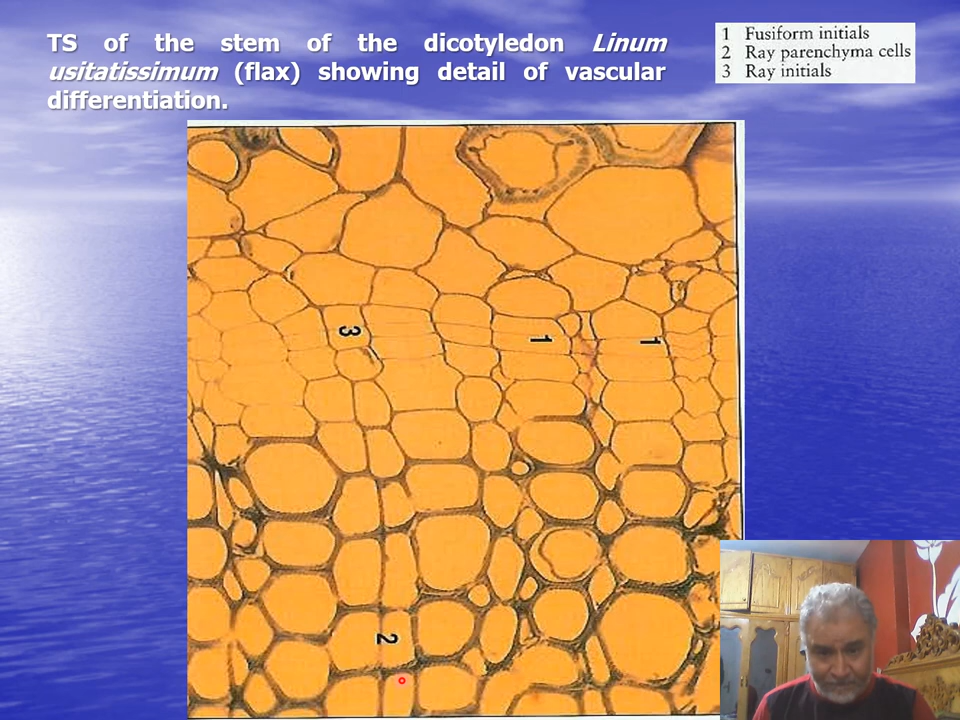 TS of the stem of the dicotyledon Linum
usitatissimum (flax) showing detail of vascular
differentiation.
1 Fusiform initials
2 Ray parenchyma cells
3 Ray initials
3
1
1
2